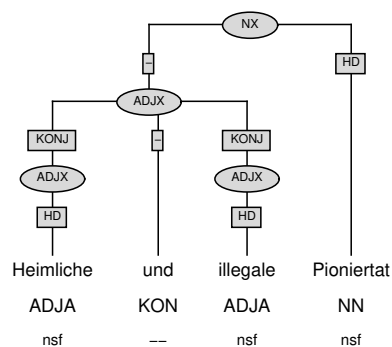 NX
– HD
ADJX
KONJ – KONJ
ADJX ADJX
HD HD
Heimliche und illegale Pioniertat
ADJA KON ADJA NN
nsf –– nsf nsf